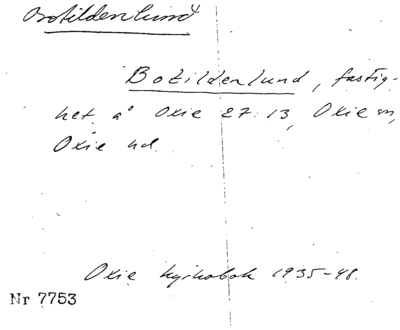 Botildenlund
Botildenlund, fastig-
het å Oxie 27:13, Oxie sn,
Oxie hd.
Oxie kyrkobok 1935-48.
Nr 7753